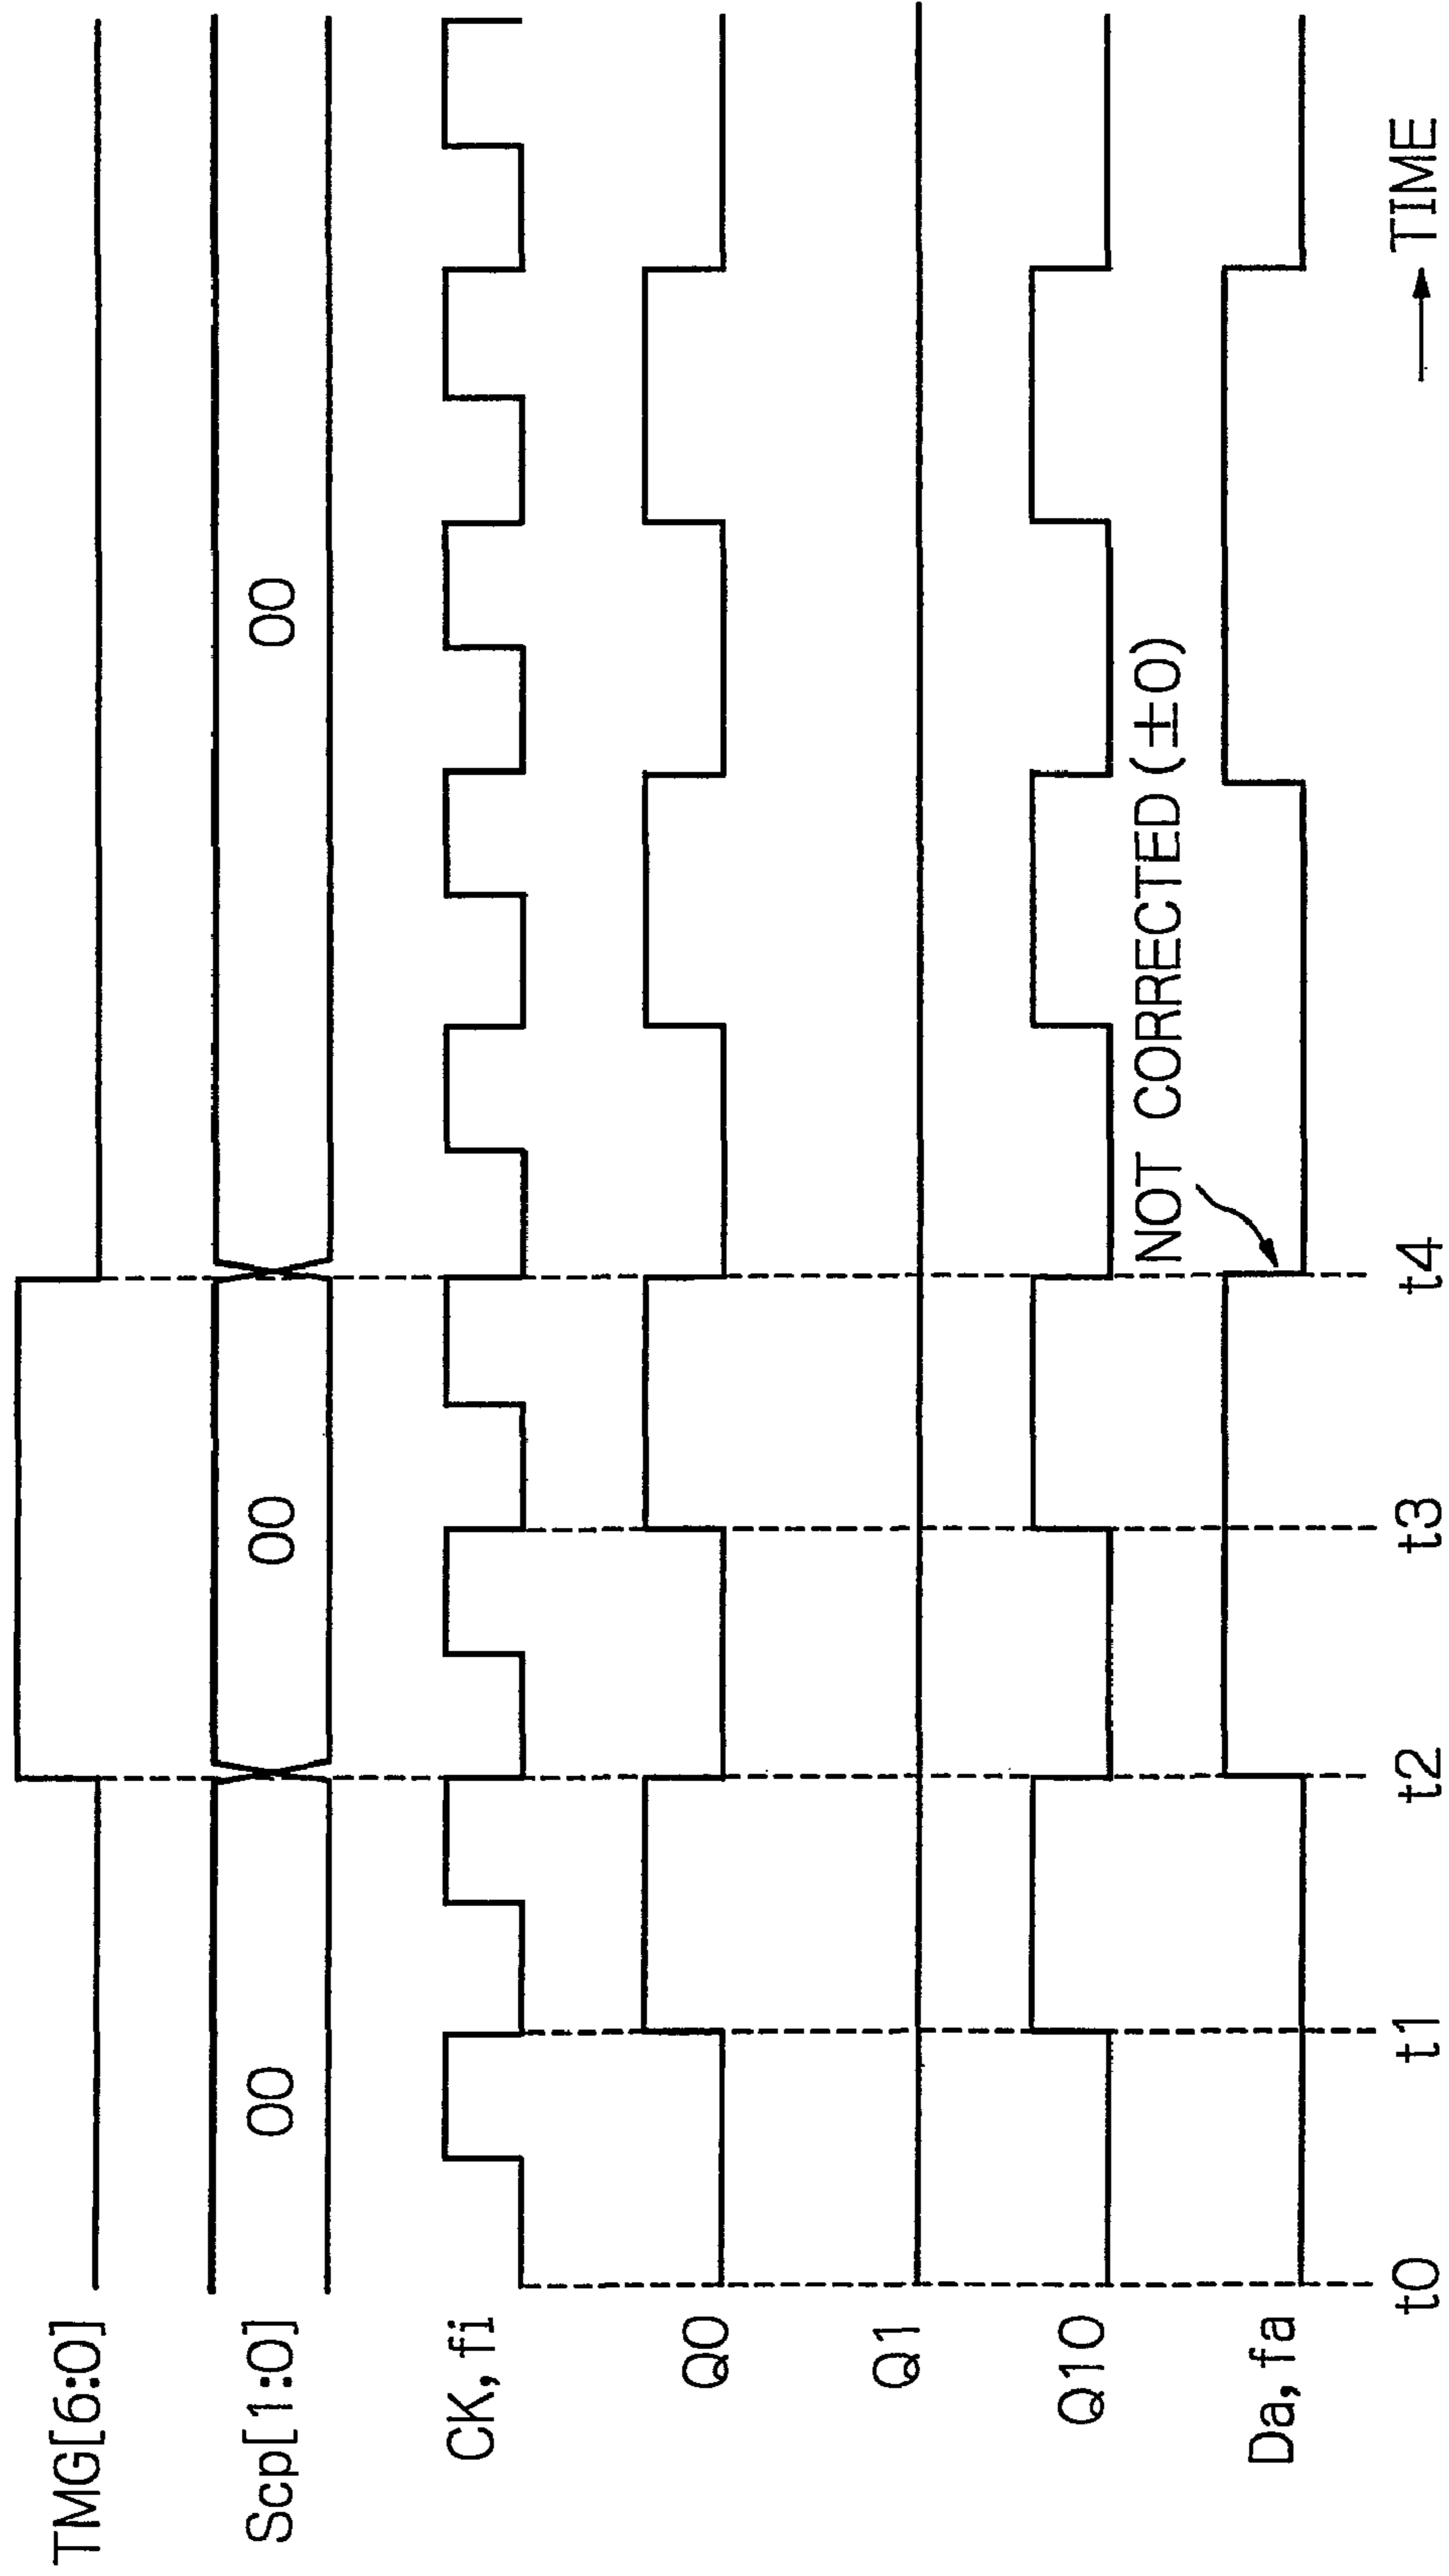 TMG[6:0]
Scp[1:0]
00
00
00
CK,fi
Q0
Q1
Q10
NOT CORRECTED(±0)
Da,fa
t0
t1
t2
t3
t4
TIME